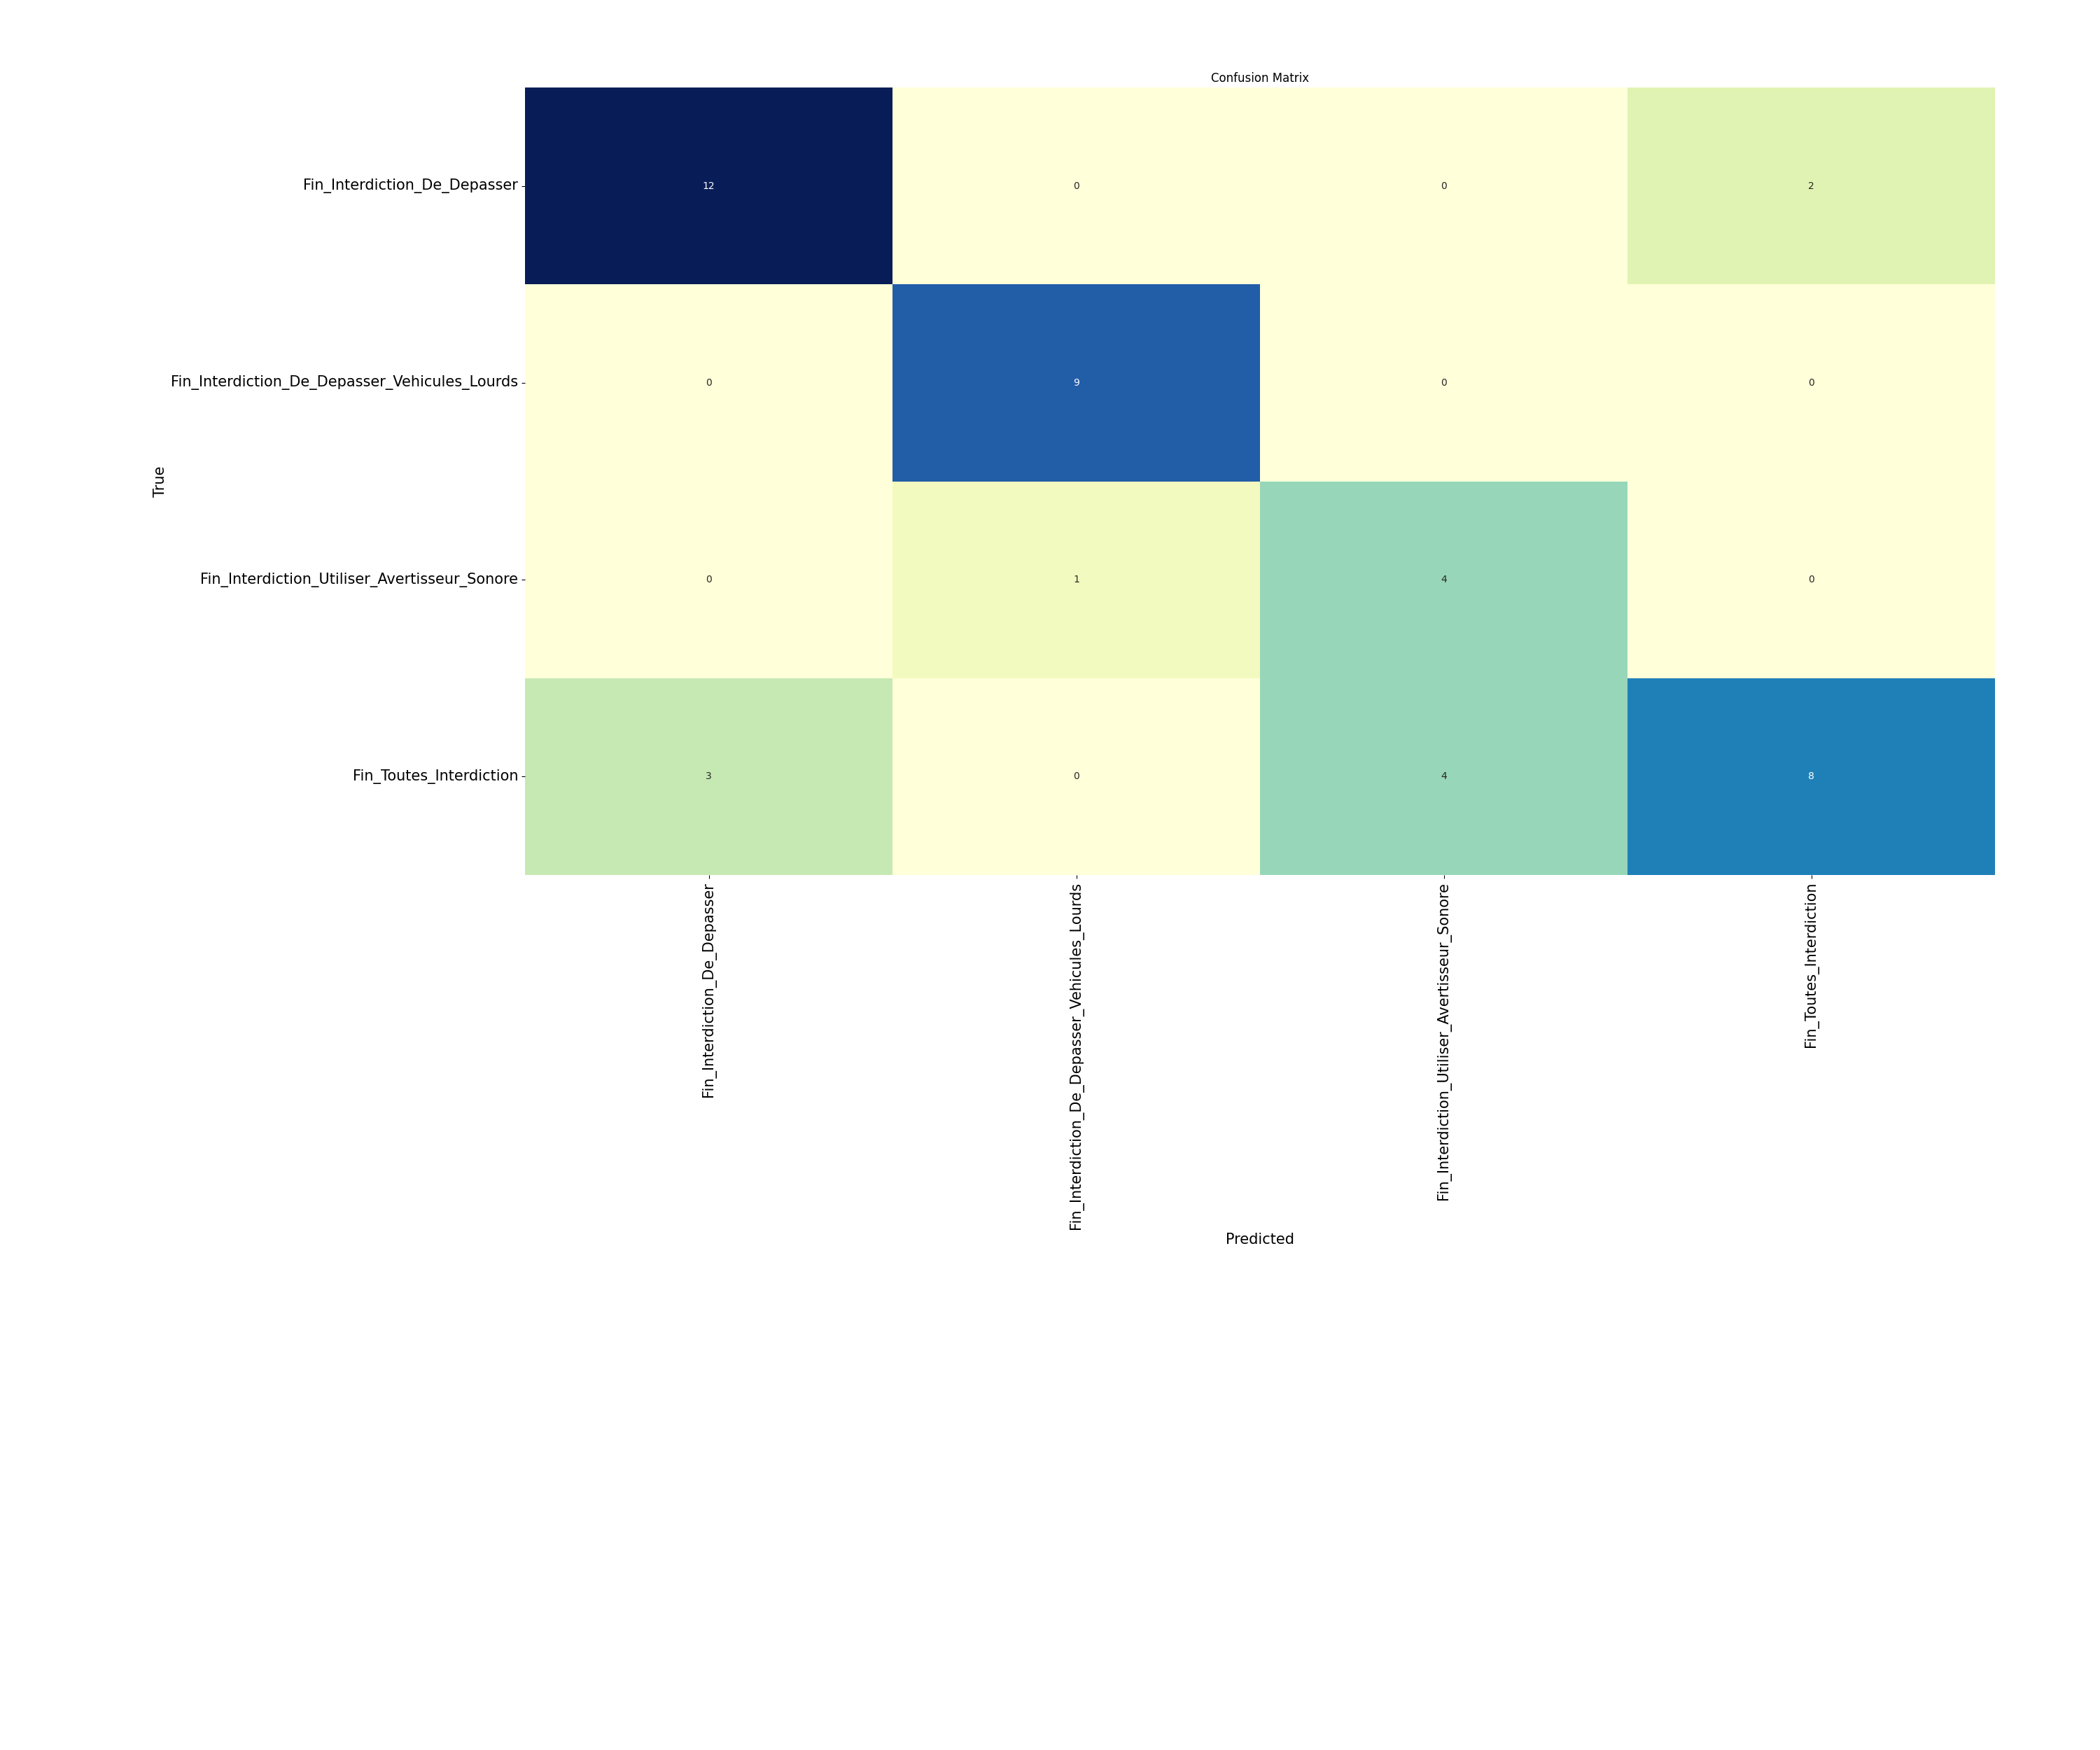 Confusion Matrix
Fin_Interdiction_De_Depasser
12 0 0 2
Fin_Interdiction_De_Depasser_Vehicules_Lourds
0 9 0 0
True
Fin_Interdiction_Utiliser_Avertisseur_Sonore
0 1 4 0
Fin_Toutes_Interdiction
3 0 4 8
Fin_Interdiction_De_Depasser
Fin_Interdiction_De_Depasser_Vehicules_Lourds
Fin_Interdiction_Utiliser_Avertisseur_Sonore
Fin_Toutes_Interdiction
Predicted